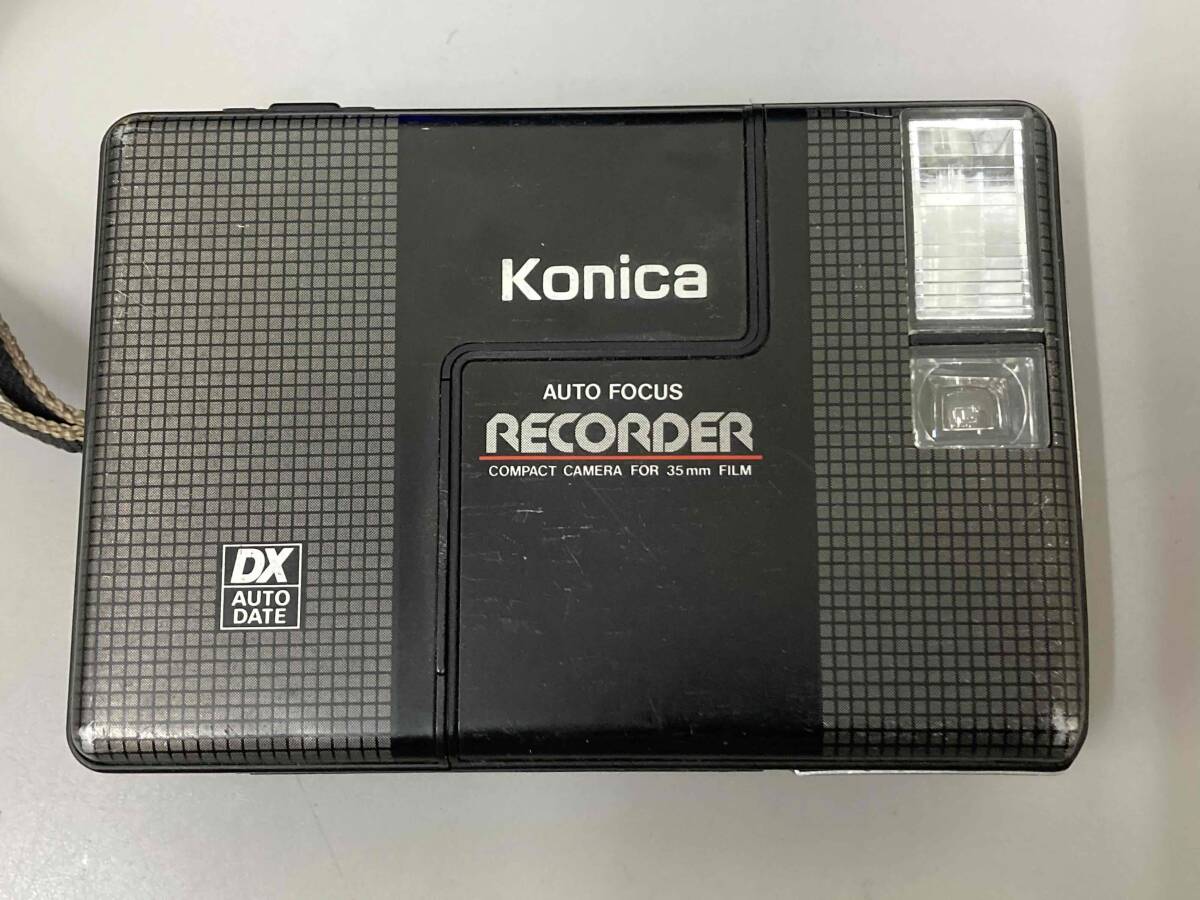 Konica
AUTO FOCUS
RECORDER
COMPACT CAMERA FOR 35mm FILM
DX
AUTO
DATE